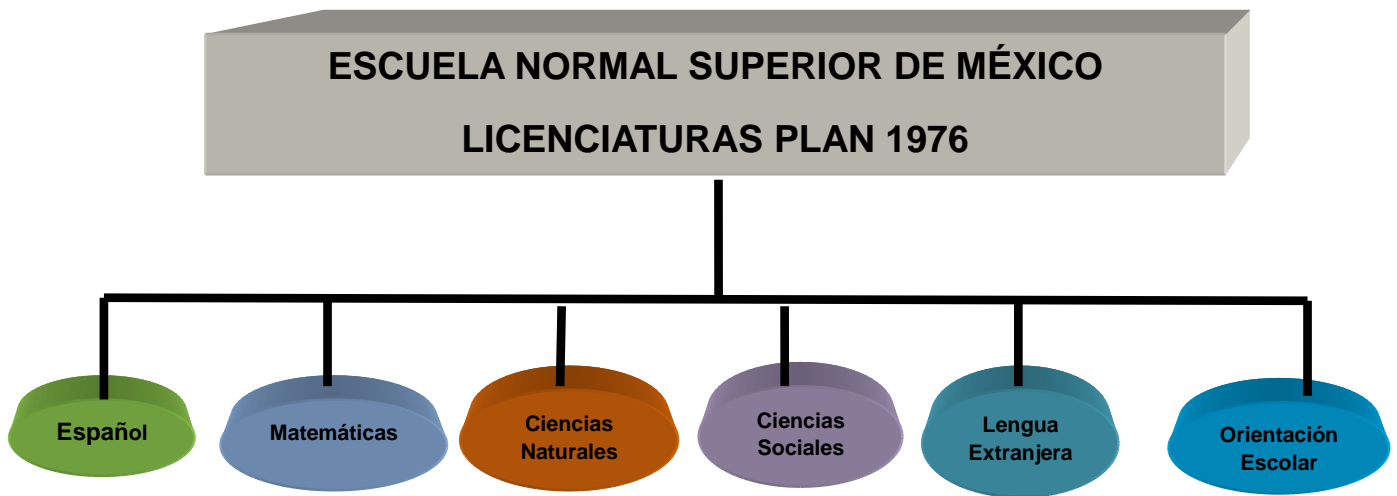 ESCUELA NORMAL SUPERIOR DE MÉXICO
LICENCIATURAS PLAN 1976
Español
Matemáticas
Ciencias
Naturales
Ciencias
Sociales
Lengua
Extranjera
Orientación
Escolar